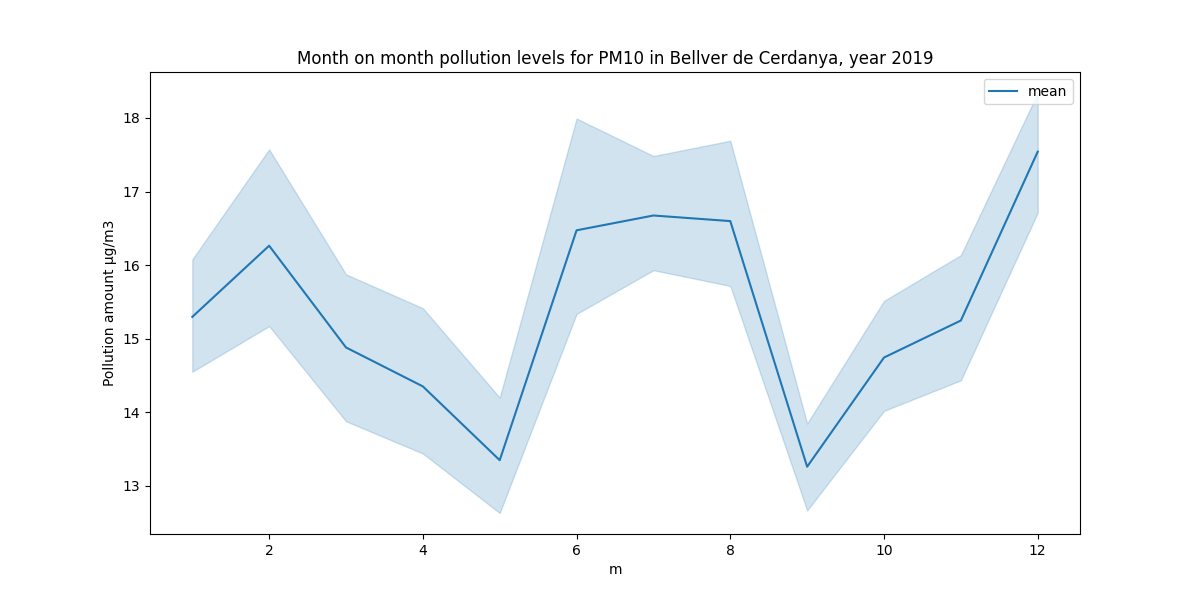 Month on month pollution levels for PM10 in Bellver de Cerdanya, year 2019
mean
18
17
16
15
14
13
Pollution amount µg/m3
2 4 6 8 10 12
m